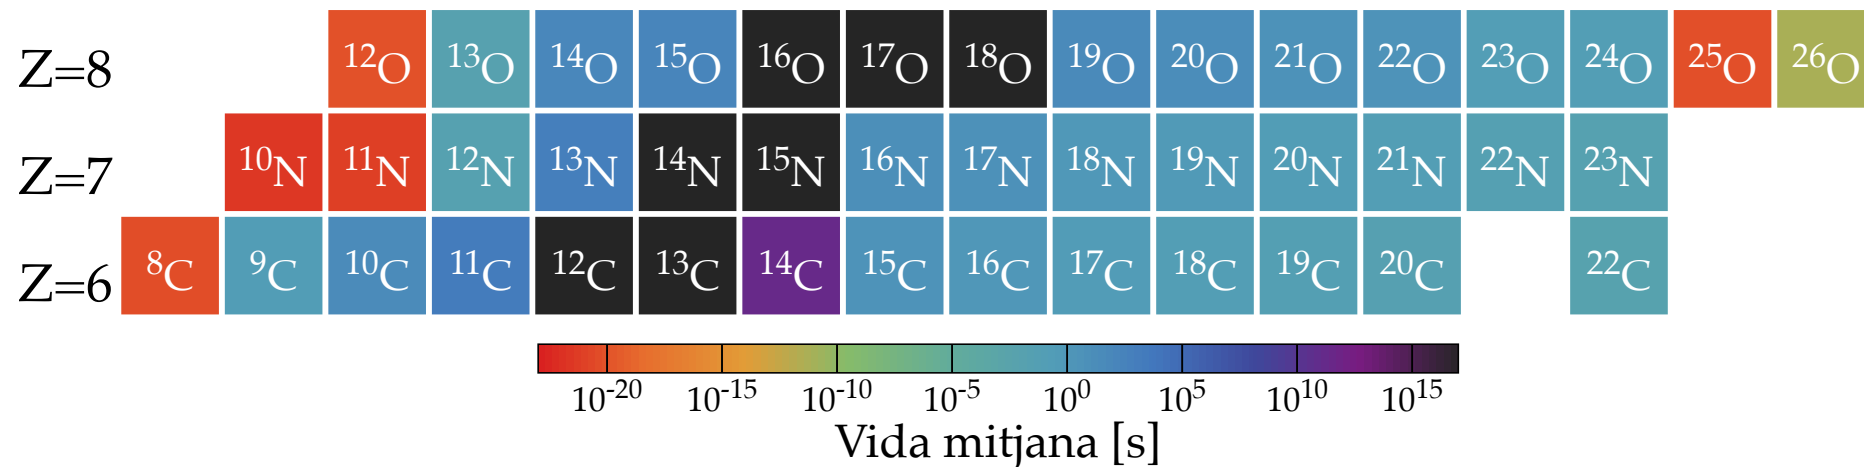 Z=8 ¹²O ¹³O ¹⁴O ¹⁵O ¹⁶O ¹⁷O ¹⁸O ¹⁹O ²⁰O ²¹O ²²O ²³O ²⁴O ²⁵O ²⁶O
Z=7 ¹⁰N ¹¹N ¹²N ¹³N ¹⁴N ¹⁵N ¹⁶N ¹⁷N ¹⁸N ¹⁹N ²⁰N ²¹N ²²N ²³N
Z=6 ⁸C ⁹C ¹⁰C ¹¹C ¹²C ¹³C ¹⁴C ¹⁵C ¹⁶C ¹⁷C ¹⁸C ¹⁹C ²⁰C ²²C
10⁻²⁰ 10⁻¹⁵ 10⁻¹⁰ 10⁻⁵ 10⁰ 10⁵ 10¹⁰ 10¹⁵
Vida mitjana [s]